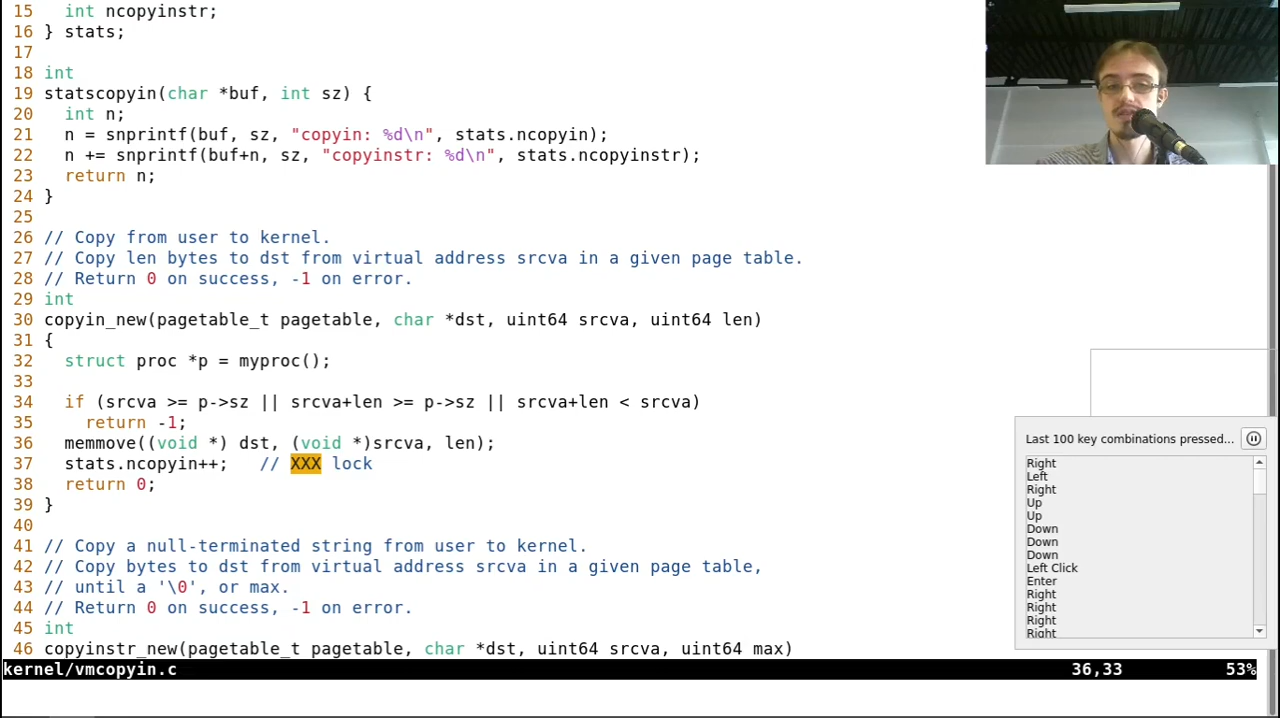 15   int ncopyinstr;
16 } stats;
17
18 int
19 statscopyin(char *buf, int sz) {
20   int n;
21   n = snprintf(buf, sz, "copyin: %d\n", stats.ncopyin);
22   n += snprintf(buf+n, sz, "copyinstr: %d\n", stats.ncopyinstr);
23   return n;
24 }
25
26 // Copy from user to kernel.
27 // Copy len bytes to dst from virtual address srcva in a given page table.
28 // Return 0 on success, -1 on error.
29 int
30 copyin_new(pagetable_t pagetable, char *dst, uint64 srcva, uint64 len)
31 {
32   struct proc *p = myproc();
33
34   if (srcva >= p->sz || srcva+len >= p->sz || srcva+len < srcva)
35     return -1;
36   memmove((void *) dst, (void *)srcva, len);
37   stats.ncopyin++;   // XXX lock
38   return 0;
39 }
40
41 // Copy a null-terminated string from user to kernel.
42 // Copy bytes to dst from virtual address srcva in a given page table,
43 // until a '\0', or max.
44 // Return 0 on success, -1 on error.
45 int
46 copyinstr_new(pagetable_t pagetable, char *dst, uint64 srcva, uint64 max)
kernel/vmcopyin.c 36,33 53%
Last 100 key combinations pressed...
Right
Left
Right
Up
Up
Down
Down
Down
Left Click
Enter
Right
Right
Right
Right